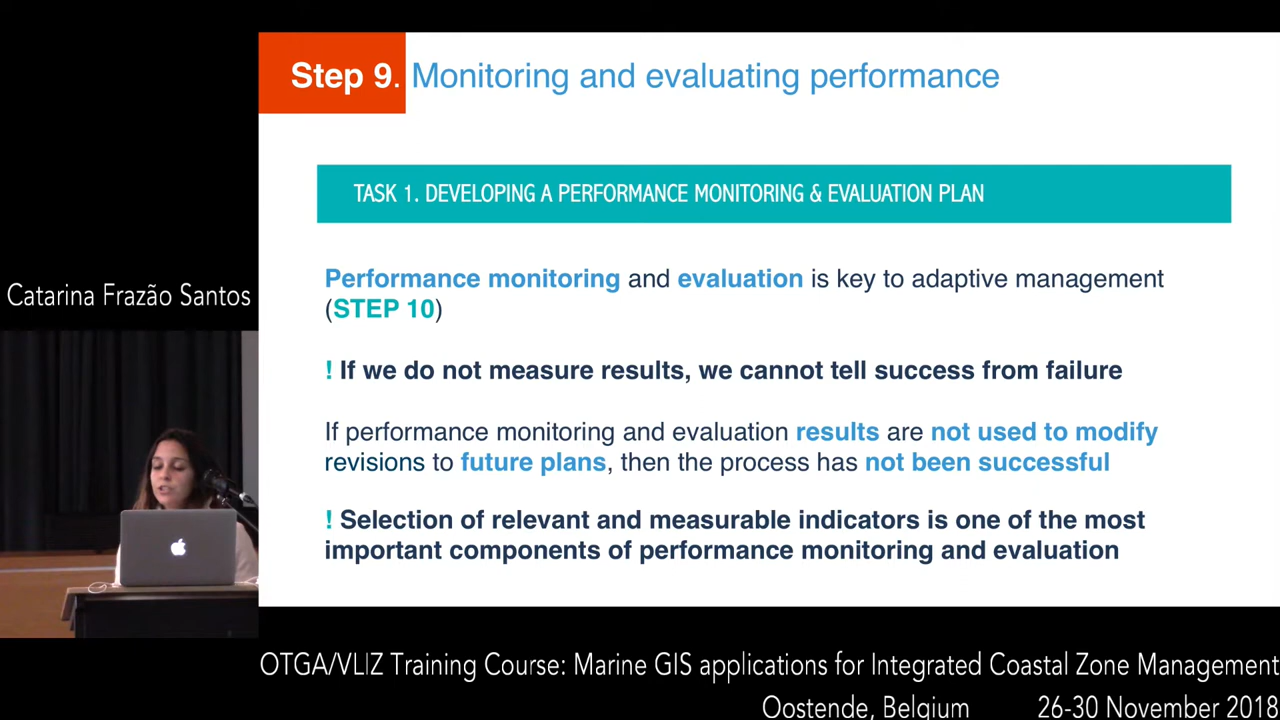 Step 9. Monitoring and evaluating performance
TASK 1. DEVELOPING A PERFORMANCE MONITORING & EVALUATION PLAN
Performance monitoring and evaluation is key to adaptive management
(STEP 10)
! If we do not measure results, we cannot tell success from failure
If performance monitoring and evaluation results are not used to modify
revisions to future plans, then the process has not been successful
! Selection of relevant and measurable indicators is one of the most
important components of performance monitoring and evaluation
Catarina Frazão Santos
OTGA/VLIZ Training Course: Marine GIS applications for Integrated Coastal Zone Management
Oostende, Belgium 26-30 November 2018